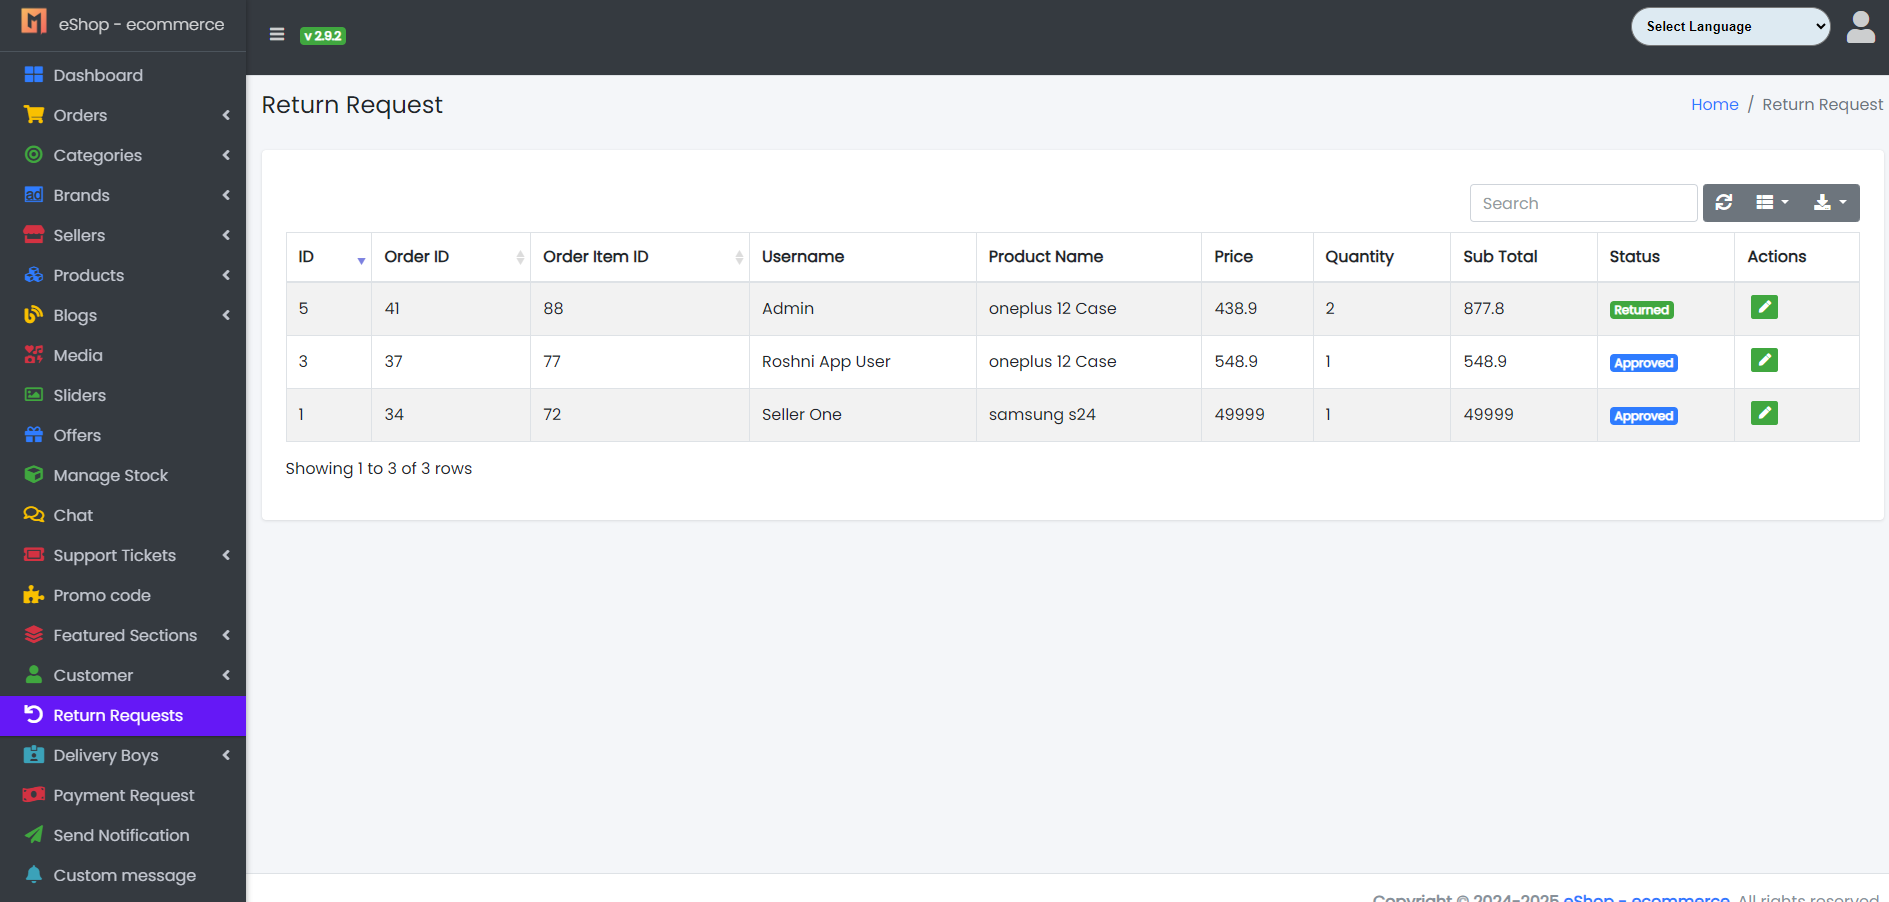 eShop - ecommerce
v 2.9.2
Select Language
Dashboard
Orders
Categories
Brands
Sellers
Products
Blogs
Media
Sliders
Offers
Manage Stock
Chat
Support Tickets
Promo code
Featured Sections
Customer
Return Requests
Delivery Boys
Payment Request
Send Notification
Custom message
Return Request
Home / Return Request
Search
ID Order ID Order Item ID Username Product Name Price Quantity Sub Total Status Actions
5 41 88 Admin oneplus 12 Case 438.9 2 877.8 Returned
3 37 77 Roshni App User oneplus 12 Case 548.9 1 548.9 Approved
1 34 72 Seller One samsung s24 49999 1 49999 Approved
Showing 1 to 3 of 3 rows
Copyright © 2024-2025 eShop - ecommerce. All rights reserved